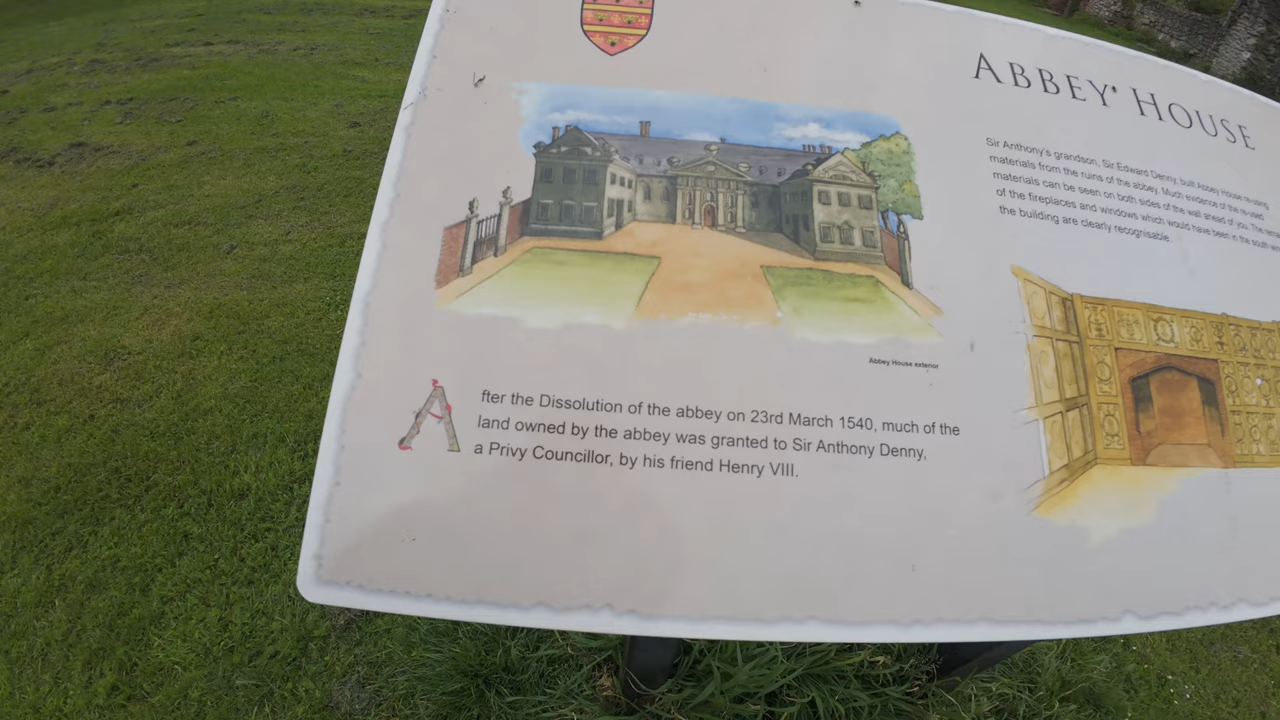 ABBEY HOUSE
Sir Anthony's grandson, Sir Edward Denny, built Abbey House re-using
materials from the ruins of the abbey. Much evidence of the re-used
materials can be seen on both sides of the wall ahead of you. The
of the fireplaces and windows which would have been in the south
the building are clearly recognisable.
Abbey House exterior
After the Dissolution of the abbey on 23rd March 1540, much of the
land owned by the abbey was granted to Sir Anthony Denny,
a Privy Councillor, by his friend Henry VIII.